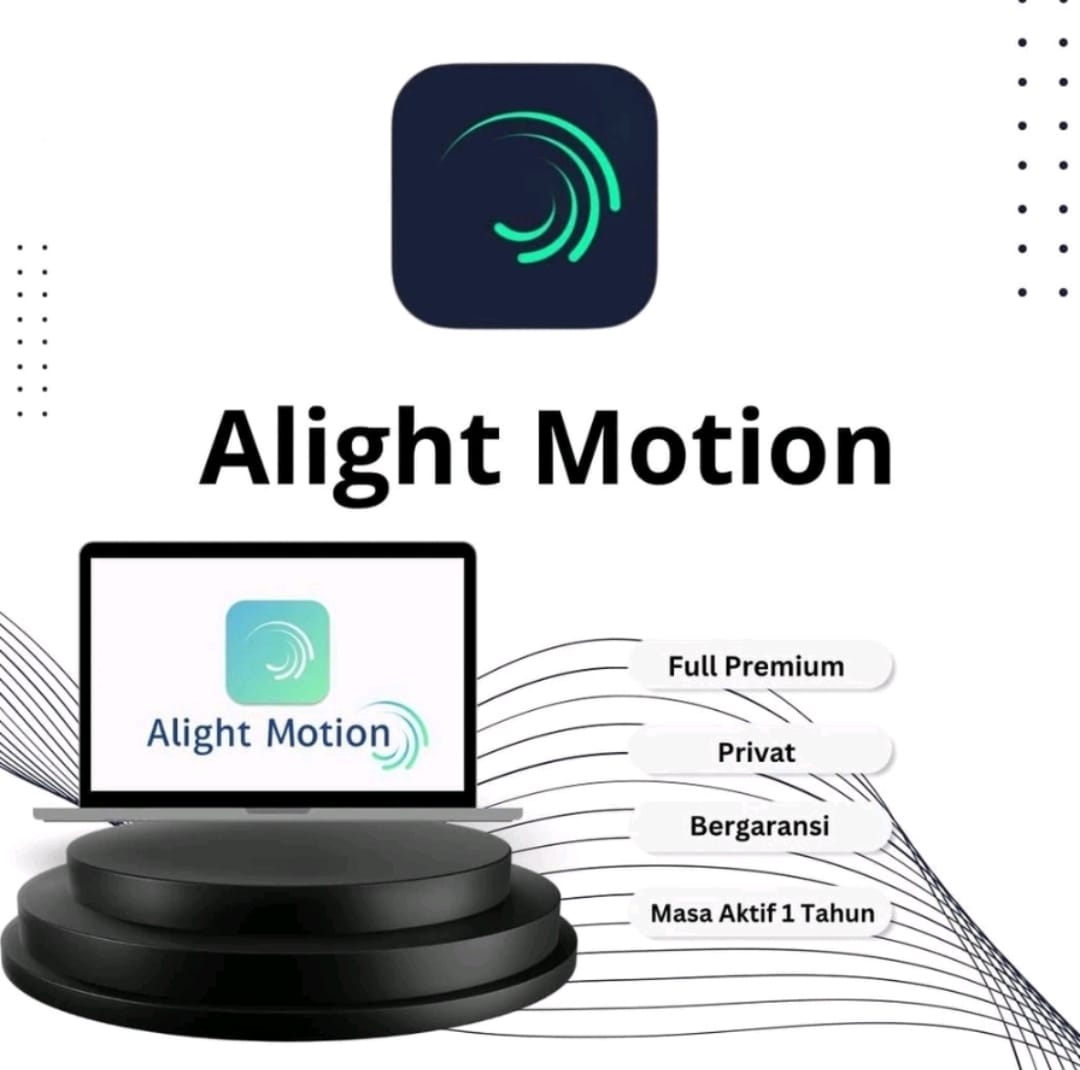 Alight Motion
Alight Motion
Full Premium
Privat
Bergaransi
Masa Aktif 1 Tahun